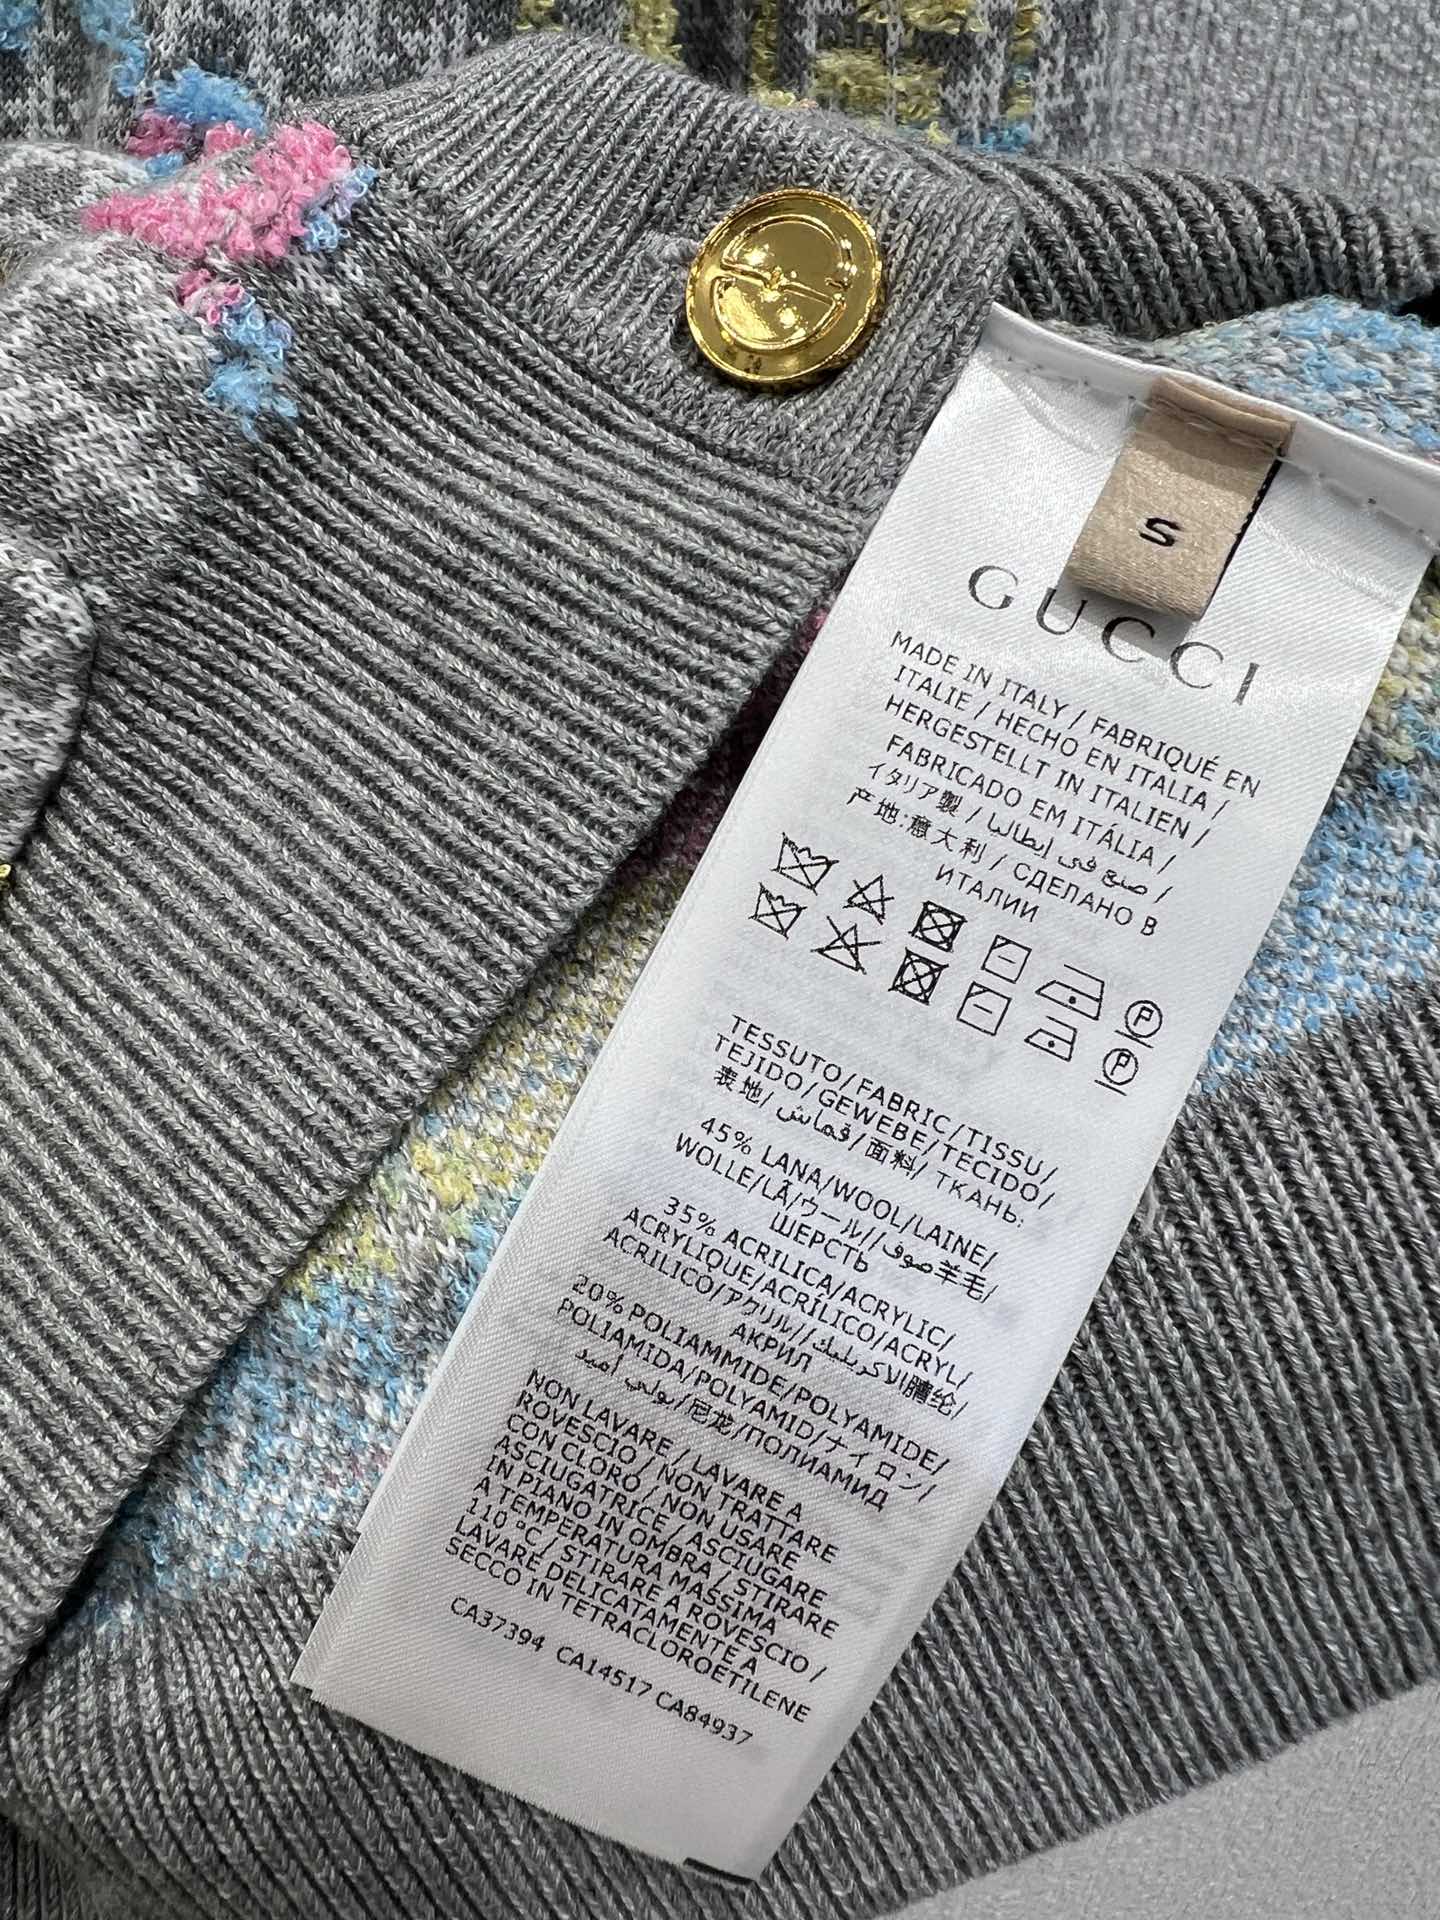 S
GUCCI
MADE IN ITALY / FABRIQUÉ EN
ITALIE / HECHO EN ITALIA /
HERGESTELLT IN ITALIEN /
FABRICADO EM ITÁLIA /
イタリア製 / صنع في إيطاليا /
产地:意大利 / СДЕЛАНО В
ИТАЛИИ
P
P
TESSUTO/FABRIC/TISSU/
TEJIDO/GEWEBE/TECIDO/
表地/قماش/面料/ ТКАНЬ:
45% LANA/WOOL/LAINE/
WOLLE/LÃ/ウール/صوف/羊毛/
ШЕРСТЬ
35% ACRILICA/ACRYLIC/
ACRYLIQUE/ACRÍLICO/ACRYL/
ACRILICO/アクリル/الاكريليك/腈纶/
АКРИЛ
20% POLIAMMIDE/POLYAMIDE/
POLIAMIDA/POLYAMID/ナイロン/
بولي أميد/尼龙/ПОЛИАМИД
NON LAVARE / LAVARE A
ROVESCIO / NON TRATTARE
CON CLORO / NON USARE
ASCIUGATRICE / ASCIUGARE
IN PIANO IN OMBRA / STIRARE
A TEMPERATURA MASSIMA
110 °C / STIRARE A ROVESCIO /
LAVARE DELICATAMENTE A
SECCO IN TETRACLOROETILENE
CA37394 CA14517 CA84937